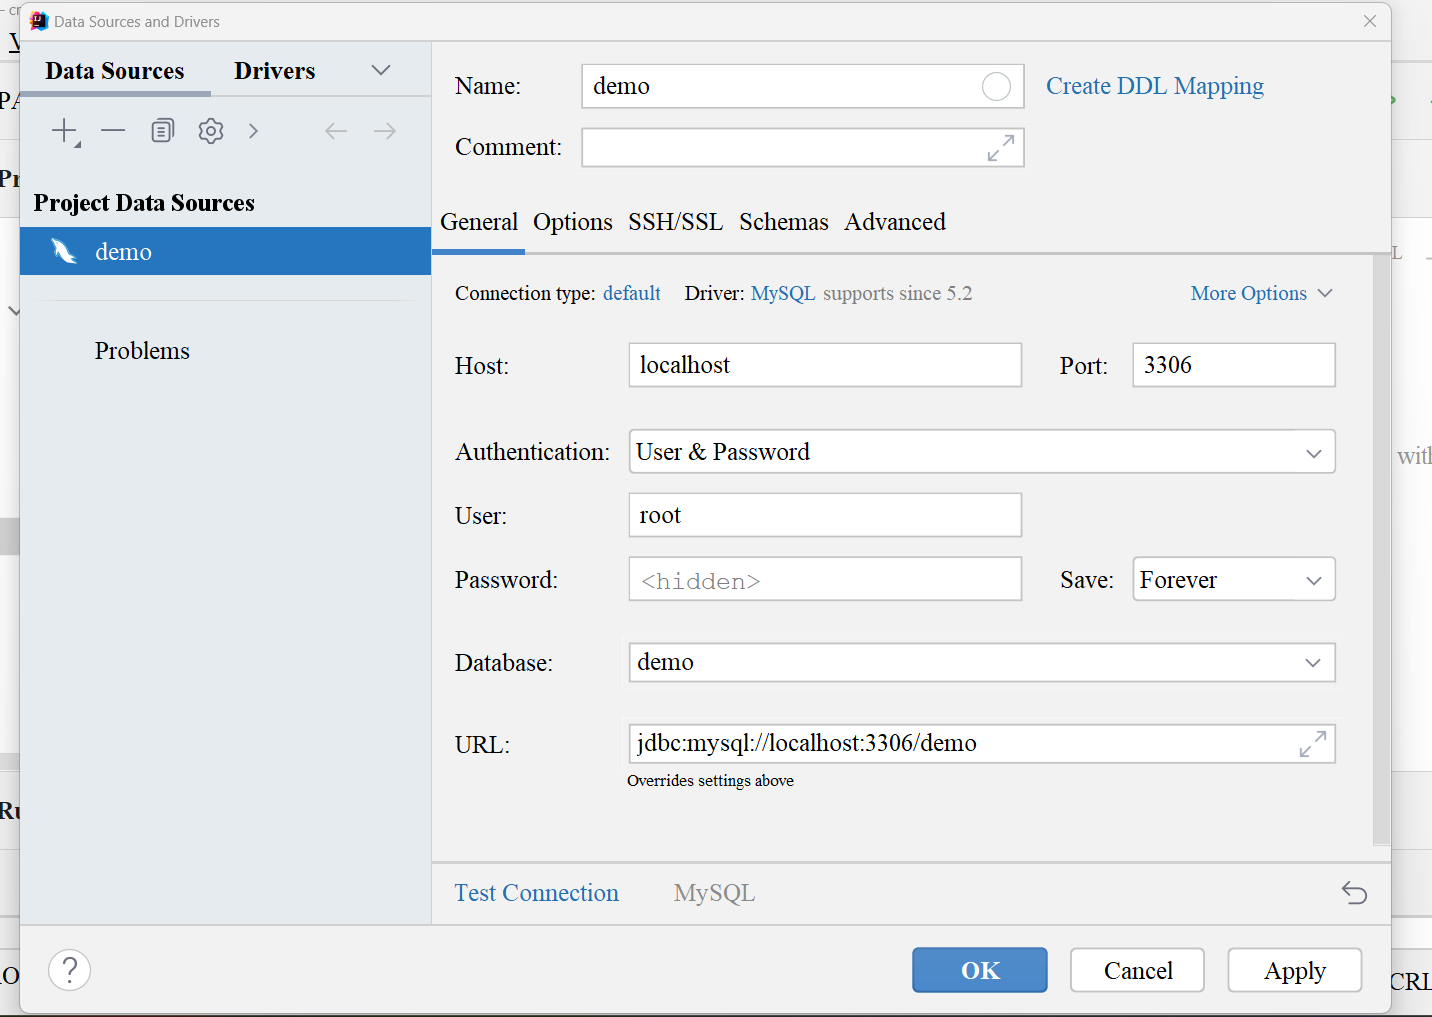 Data Sources and Drivers
Data Sources Drivers
Project Data Sources
demo
Problems
Name: demo Create DDL Mapping
Comment:
General Options SSH/SSL Schemas Advanced
Connection type: default Driver: MySQL supports since 5.2 More Options
Host: localhost Port: 3306
Authentication: User & Password
User: root
Password: <hidden> Save: Forever
Database: demo
URL: jdbc:mysql://localhost:3306/demo
Overrides settings above
Test Connection MySQL
? OK Cancel Apply